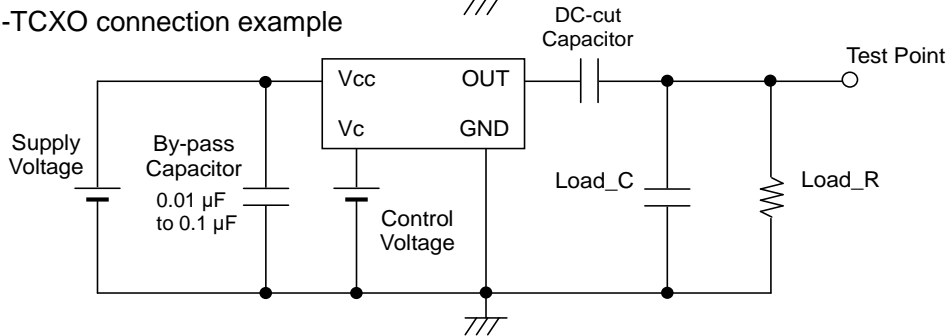 -TCXO connection example
DC-cut
Capacitor
Test Point
Vcc
OUT
Vc
GND
Supply
Voltage
By-pass
Capacitor
0.01 µF
to 0.1 µF
Control
Voltage
Load_C
Load_R